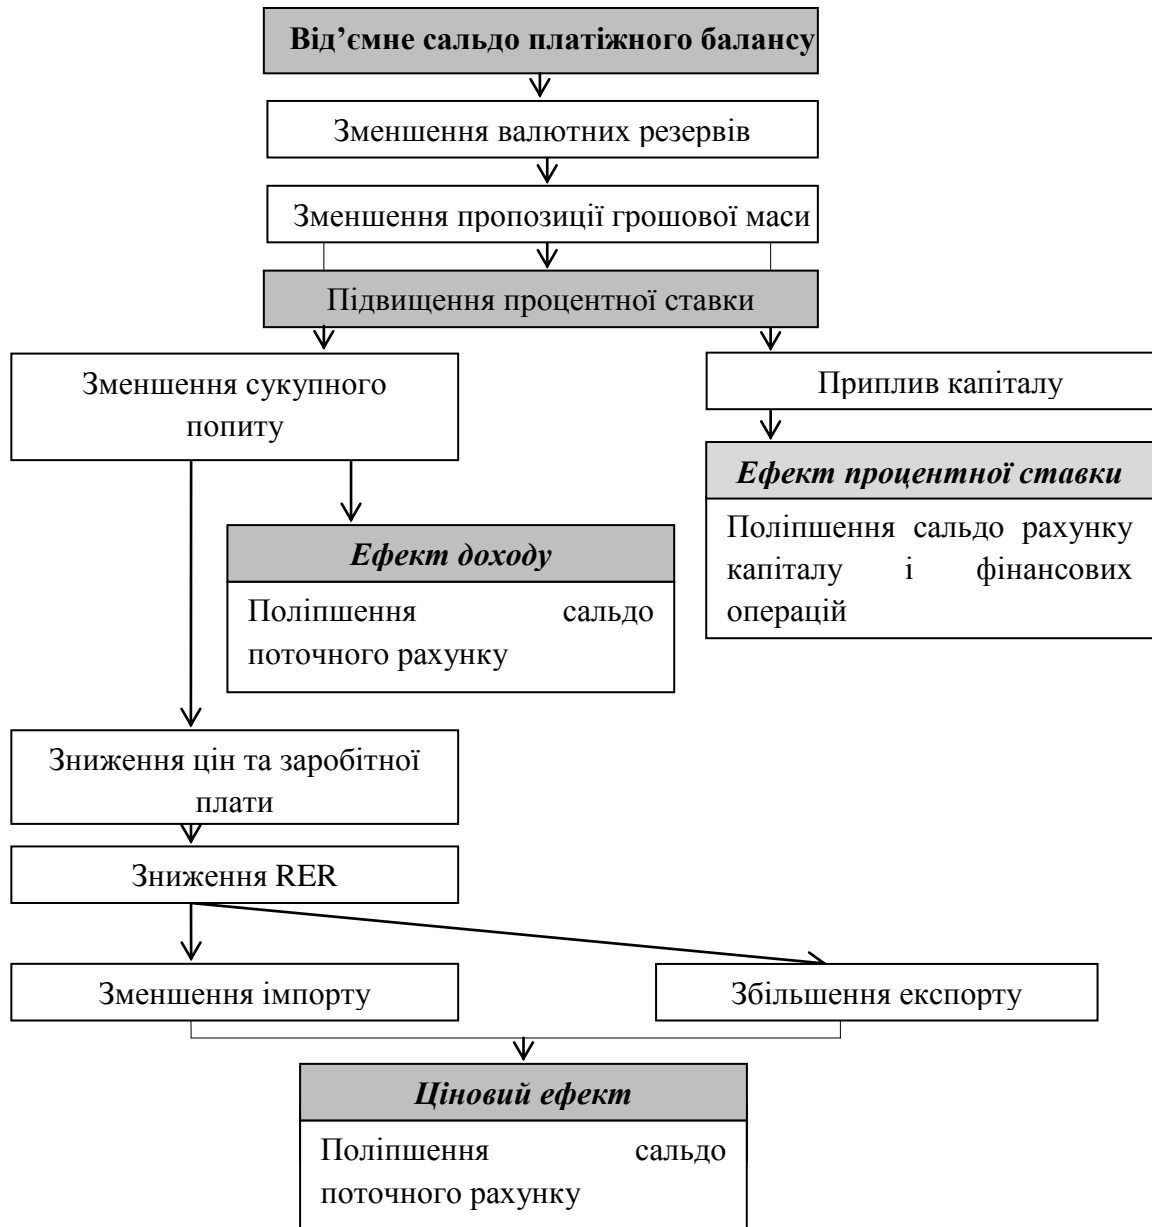 Від’ємне сальдо платіжного балансу
Зменшення валютних резервів
Зменшення пропозиції грошової маси
Підвищення процентної ставки
Зменшення сукупного
попиту
Приплив капіталу
Ефект процентної ставки
Поліпшення сальдо рахунку
капіталу і фінансових
операцій
Ефект доходу
Поліпшення сальдо
поточного рахунку
Зниження цін та заробітної
плати
Зниження RER
Зменшення імпорту
Збільшення експорту
Ціновий ефект
Поліпшення сальдо
поточного рахунку